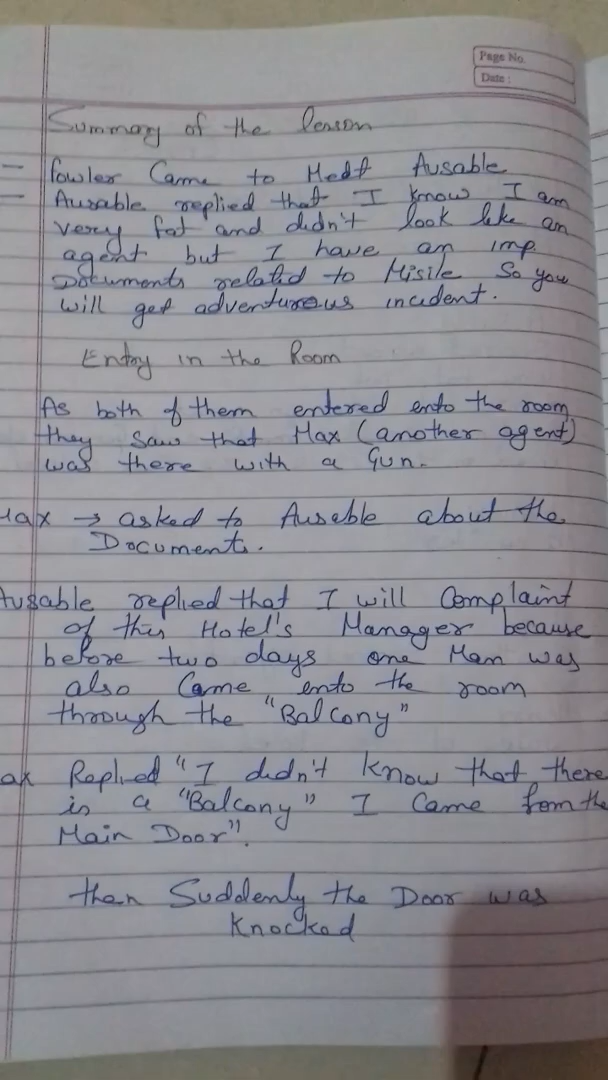 Page No.
Date :
Summary of the lesson
– fowler Came to Meet Ausable
– Ausable replied that I know I am
very fat and didn't look like an
agent but I have an imp
Documents related to Misile So you
will get adventureous incident.
Entry in the Room
As both of them entered ento the room
they saw that Max (another agent)
was there with a Gun.
Max → asked to Ausable about the
Document.
Ausable replied that I will Complaint
of this Hotel's Manager because
before two days one Man was
also Came ento the room
through the "Balcony"
ax Replied "I didn't know that there
is a "Balcony" I Came from the
Main Door".
then Suddenly the Door was
Knocked